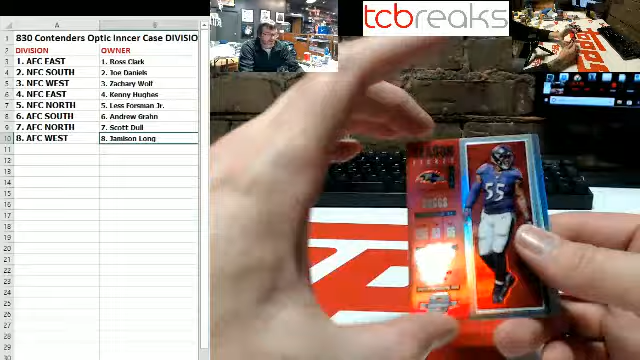 tcbreaks
830 Contenders Optic Inncer Case DIVISIO
DIVISION OWNER
1. AFC EAST 1. Ross Clark
2. NFC SOUTH 2. Joe Daniels
3. NFC WEST 3. Zachary Wolf
4. NFC EAST 4. Kenny Hughes
5. NFC NORTH 5. Less Forsman Jr.
6. AFC SOUTH 6. Andrew Grahn
7. AFC NORTH 7. Scott Dull
8. AFC WEST 8. Jamison Long
SUGGS
55